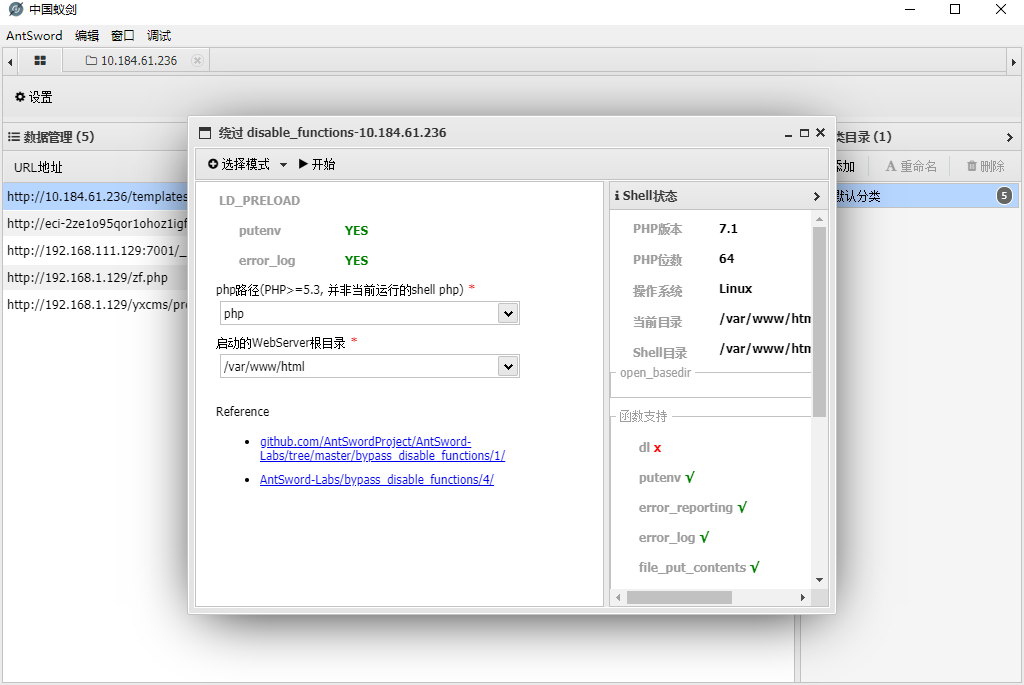 中国蚁剑
AntSword 编辑 窗口 调试
10.184.61.236
设置
数据管理 (5)
URL地址
http://10.184.61.236/templates
http://eci-2ze1o95qor1ohoz1igf
http://192.168.111.129:7001/_
http://192.168.1.129/zf.php
http://192.168.1.129/yxcms/pr
类目录 (1)
添加 重命名 删除
默认分类 5
绕过 disable_functions-10.184.61.236
选择模式 开始
LD_PRELOAD
putenv YES
error_log YES
php路径(PHP>=5.3, 并非当前运行的shell php) *
php
启动的WebServer根目录 *
/var/www/html
Reference
github.com/AntSwordProject/AntSword-
Labs/tree/master/bypass_disable_functions/1/
AntSword-Labs/bypass_disable_functions/4/
Shell状态
PHP版本 7.1
PHP位数 64
操作系统 Linux
当前目录 /var/www/htm
Shell目录 /var/www/htm
open_basedir
函数支持
dl x
putenv √
error_reporting √
error_log √
file_put_contents √